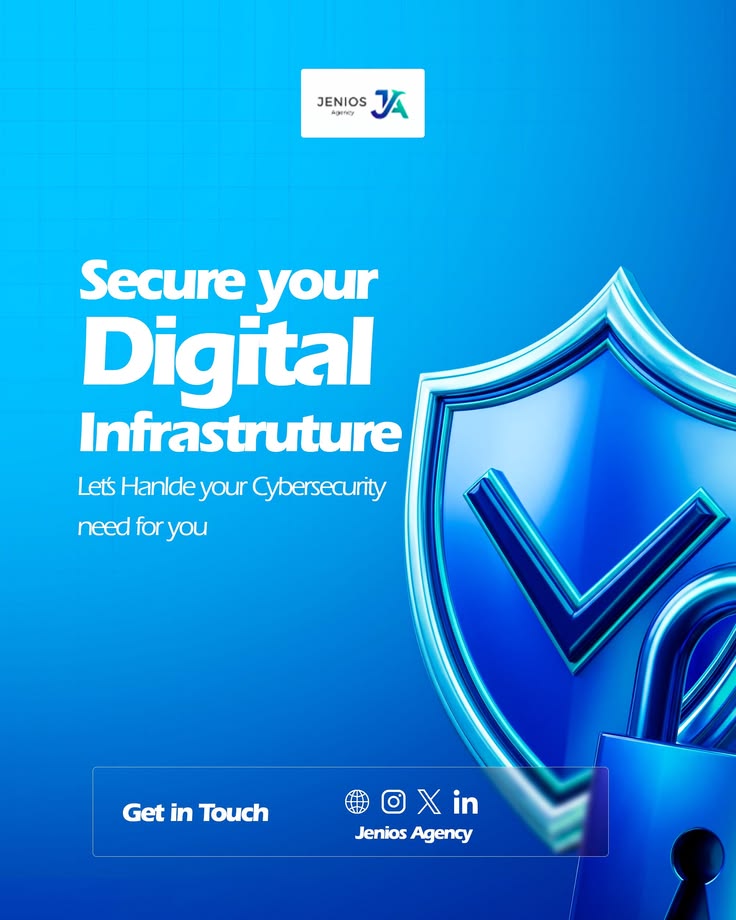 JENIOS
Agency
JA
Secure your
Digital
Infrastruture
Let's Hanlde your Cybersecurity
need for you
Get in Touch
Jenios Agency